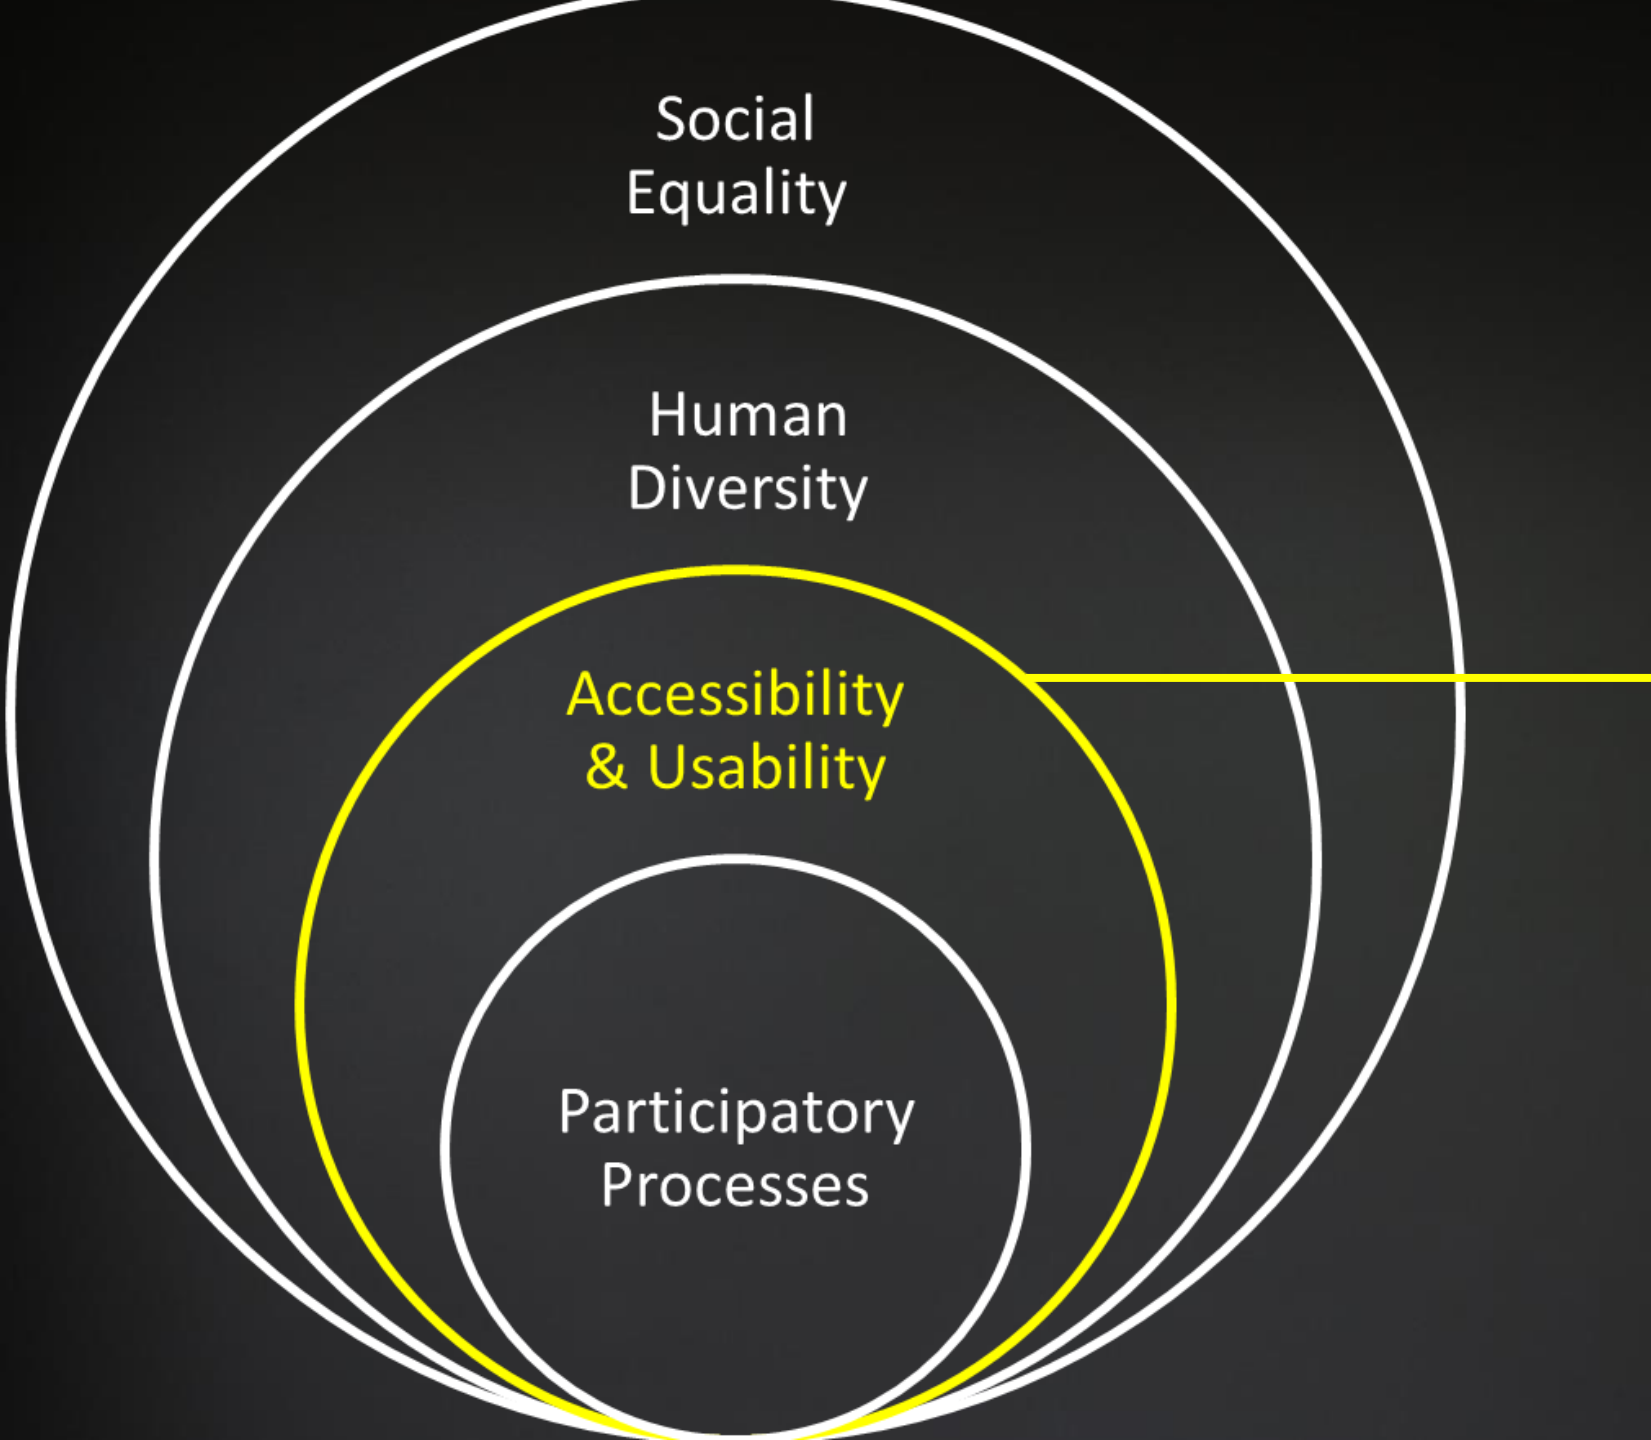 Social
Equality
Human
Diversity
Accessibility
& Usability
Participatory
Processes